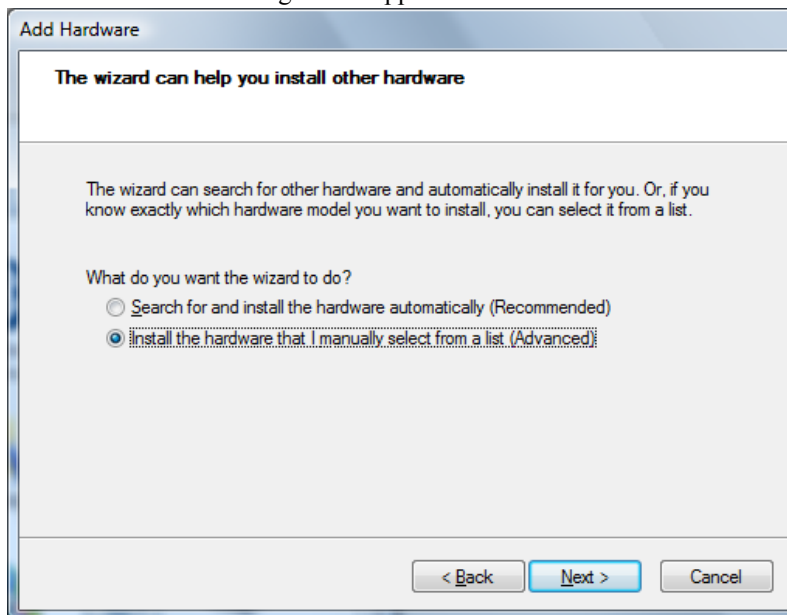 Add Hardware
The wizard can help you install other hardware
The wizard can search for other hardware and automatically install it for you. Or, if you
know exactly which hardware model you want to install, you can select it from a list.
What do you want the wizard to do?
Search for and install the hardware automatically (Recommended)
Install the hardware that I manually select from a list (Advanced)
< Back Next > Cancel